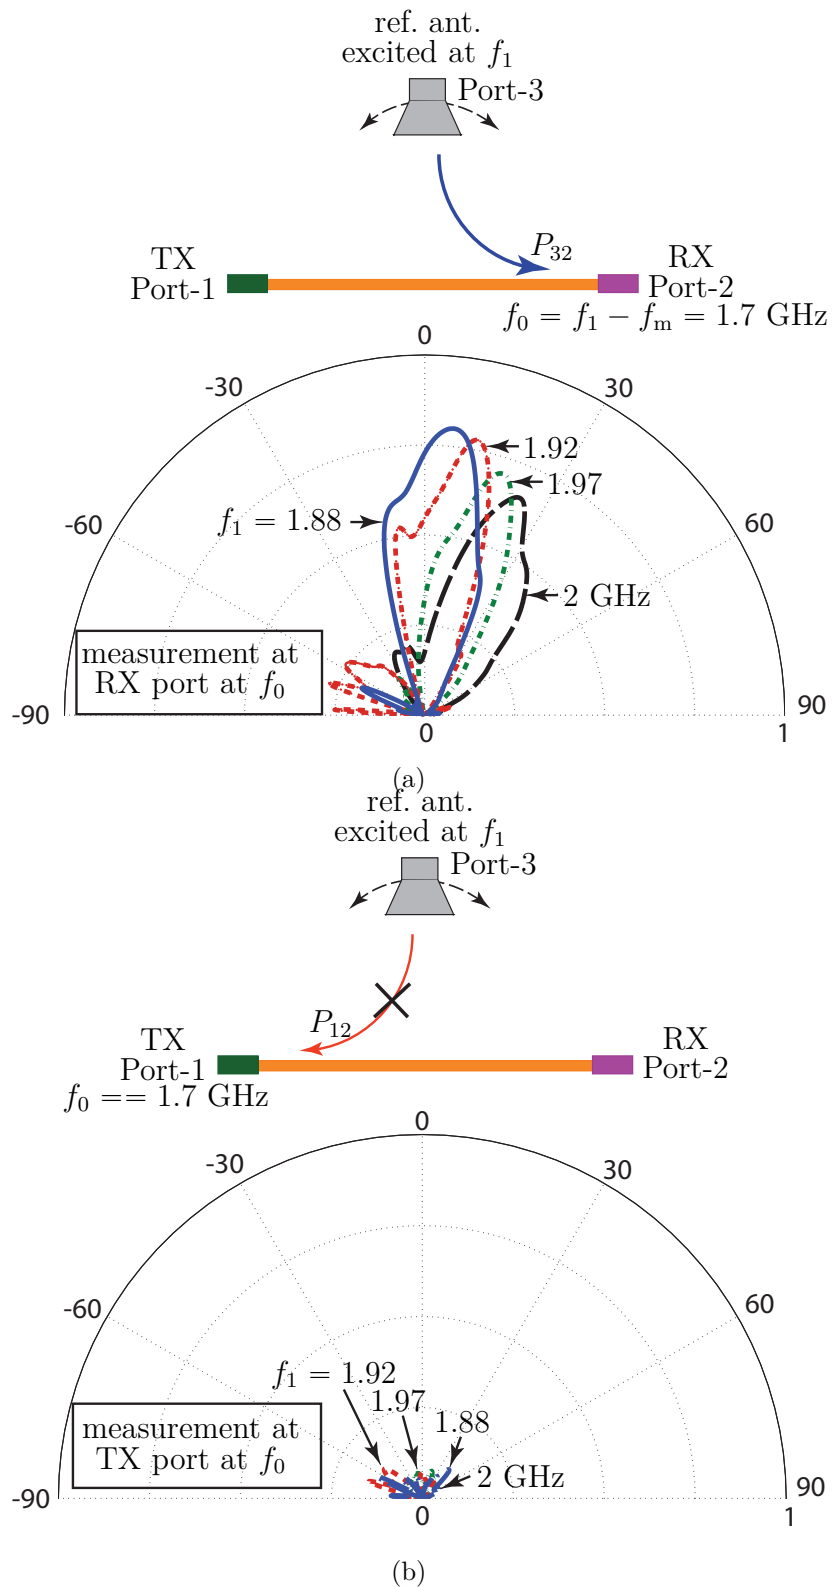 ref. ant.
excited at f₁
Port-3
P₃₂
TX
Port-1
RX
Port-2
f₀ = f₁ − fₘ = 1.7 GHz
0
-30
30
1.92
1.97
f₁ = 1.88
-60
60
2 GHz
measurement at
RX port at f₀
-90
90
0
1
(a)
ref. ant.
excited at f₁
Port-3
P₁₂
TX
Port-1
RX
Port-2
f₀ == 1.7 GHz
0
-30
30
-60
60
f₁ = 1.92
1.97
1.88
measurement at
TX port at f₀
2 GHz
-90
90
0
1
(b)